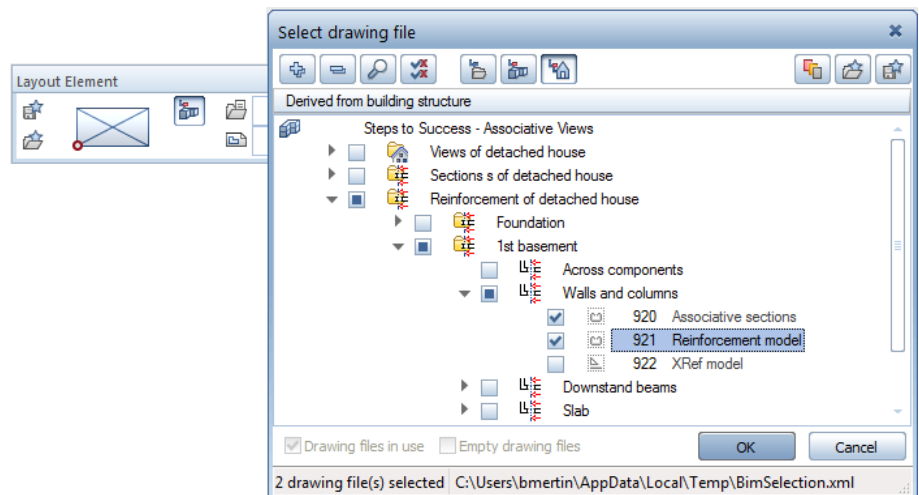 Select drawing file
Layout Element
Derived from building structure
Steps to Success - Associative Views
Views of detached house
Sections s of detached house
Reinforcement of detached house
Foundation
1st basement
Across components
Walls and columns
920 Associative sections
921 Reinforcement model
922 XRef model
Downstand beams
Slab
Drawing files in use Empty drawing files OK Cancel
2 drawing file(s) selected C:\Users\bmertin\AppData\Local\Temp\BimSelection.xml